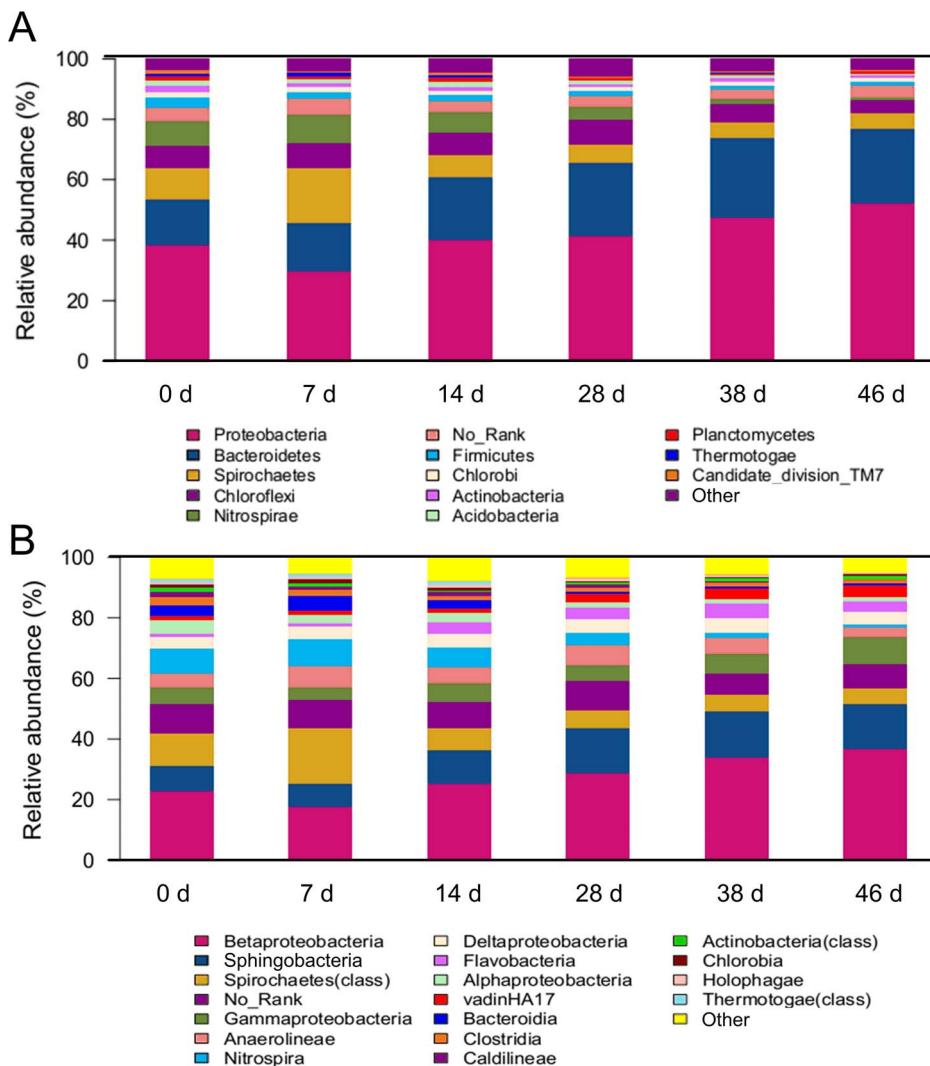 A
Relative abundance (%)
100
80
60
40
20
0
0 d 7 d 14 d 28 d 38 d 46 d
Proteobacteria No_Rank Planctomycetes
Bacteroidetes Firmicutes Thermotogae
Spirochaetes Chlorobi Candidate_division_TM7
Chloroflexi Actinobacteria Other
Nitrospirae Acidobacteria
B
Relative abundance (%)
100
80
60
40
20
0
0 d 7 d 14 d 28 d 38 d 46 d
Betaproteobacteria Deltaproteobacteria Actinobacteria(class)
Sphingobacteria Flavobacteria Chlorobia
Spirochaetes(class) Alphaproteobacteria Holophagae
No_Rank vadinHA17 Thermotogae(class)
Gammaproteobacteria Bacteroidia Other
Anaerolineae Clostridia
Nitrospira Caldilineae